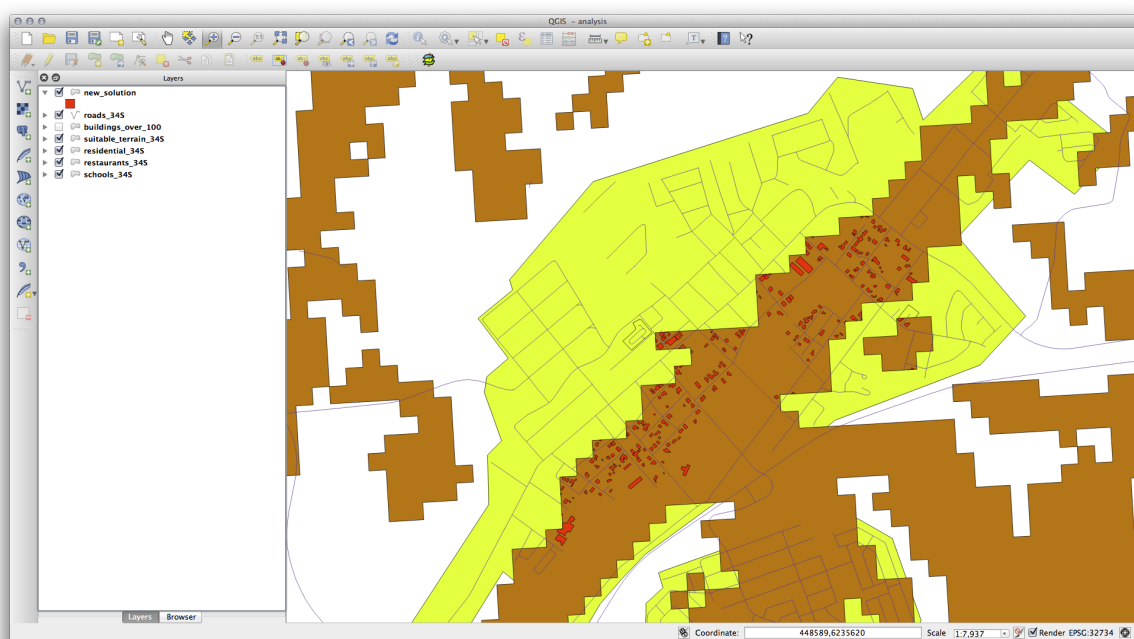 QGIS - analysis
Layers
new_solution
roads_34S
buildings_over_100
suitable_terrain_34S
residential_34S
restaurants_34S
schools_34S
Layers Browser
Coordinate: 448589,6235620 Scale 1:7,937 Render EPSG:32734